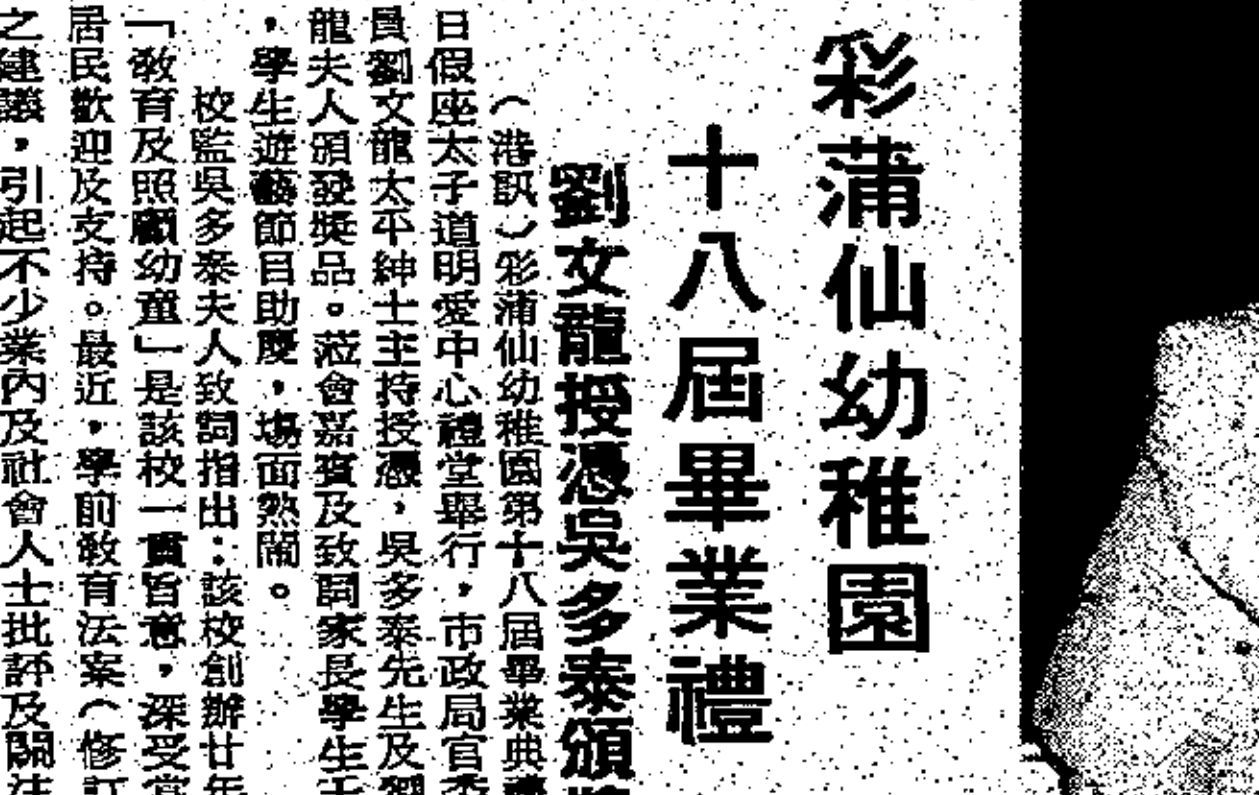 彩蒲仙幼稚園
十八屆畢業禮
劉文龍授憑吳多泰頒獎
（港訊）彩蒲仙幼稚園第十八屆畢業典禮
日假座太子道明愛中心禮堂舉行，市政局官委
員劉文龍太平紳士主持授憑，吳多泰先生及劉
龍夫人頒發獎品。蒞會嘉賓及致詞家長學生
，學生遊藝節目助慶，場面熱鬧。
校監吳多泰夫人致詞指出：該校創辦廿年
「教育及照顧幼童」是該校一貫旨意，深受當
居民歡迎及支持。最近，學前教育法案（修訂
之建議，引起不少業內及社會人士批評及關注